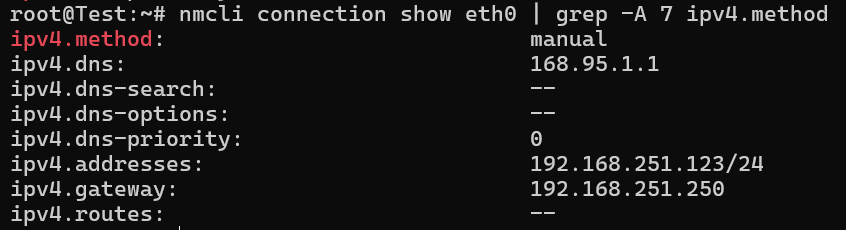 root@Test:~# nmcli connection show eth0 | grep -A 7 ipv4.method
ipv4.method: manual
ipv4.dns: 168.95.1.1
ipv4.dns-search: --
ipv4.dns-options: --
ipv4.dns-priority: 0
ipv4.addresses: 192.168.251.123/24
ipv4.gateway: 192.168.251.250
ipv4.routes: --